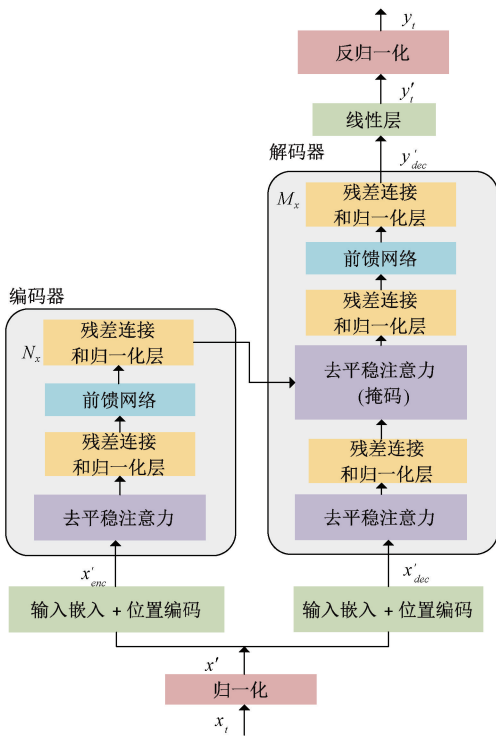 y_t
反归一化
y'_t
线性层
解码器
y'_dec
M_x
残差连接
和归一化层
前馈网络
残差连接
和归一化层
去平稳注意力
(掩码)
残差连接
和归一化层
去平稳注意力
x'_dec
输入嵌入 + 位置编码
编码器
N_x
残差连接
和归一化层
前馈网络
残差连接
和归一化层
去平稳注意力
x'_enc
输入嵌入 + 位置编码
x'
归一化
x_t